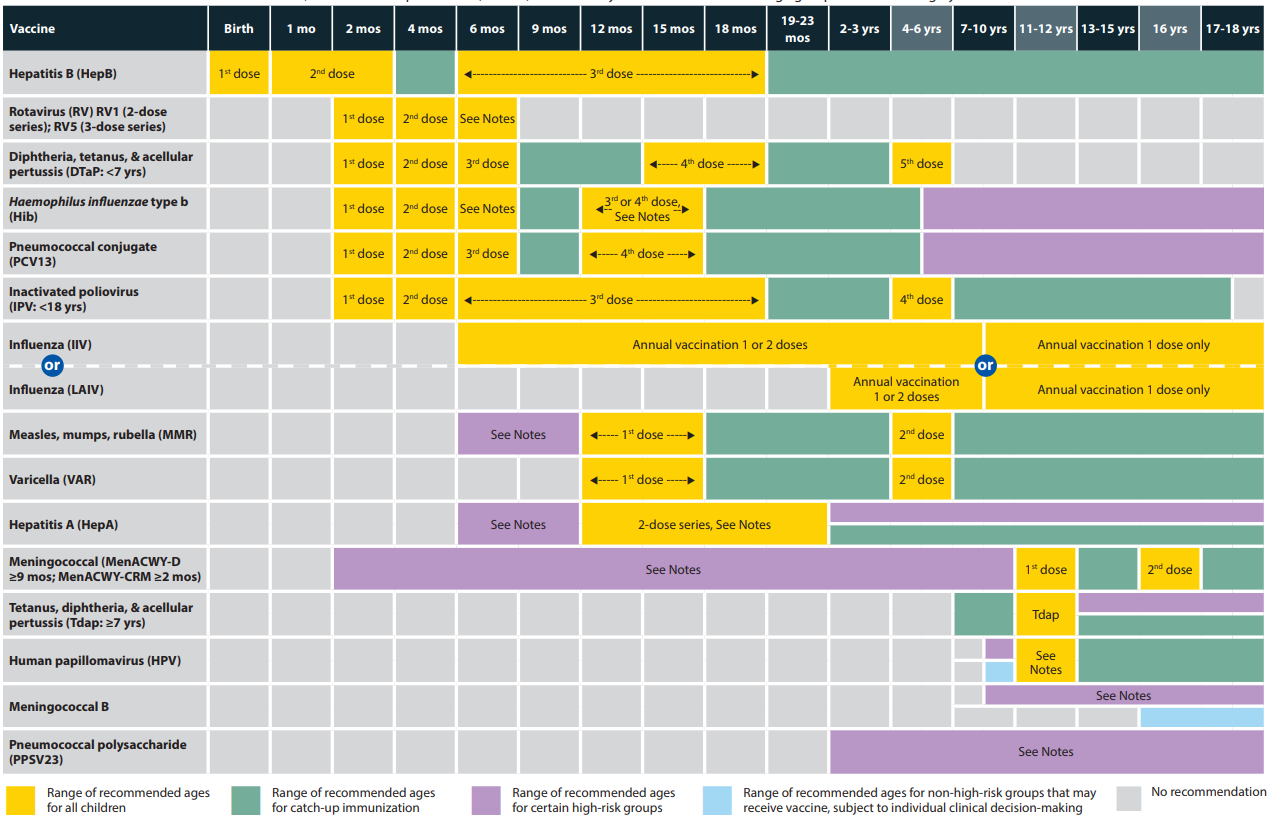 Vaccine Birth 1 mo 2 mos 4 mos 6 mos 9 mos 12 mos 15 mos 18 mos 19-23 mos 2-3 yrs 4-6 yrs 7-10 yrs 11-12 yrs 13-15 yrs 16 yrs 17-18 yrs
Hepatitis B (HepB)
1st dose
2nd dose
◄--------------------------- 3rd dose ---------------------------►
Rotavirus (RV) RV1 (2-dose
series); RV5 (3-dose series)
1st dose
2nd dose
See Notes
Diphtheria, tetanus, & acellular
pertussis (DTaP: <7 yrs)
1st dose
2nd dose
3rd dose
◄----- 4th dose ------►
5th dose
Haemophilus influenzae type b
(Hib)
1st dose
2nd dose
See Notes
3rd or 4th dose,
◄-- See Notes --►
Pneumococcal conjugate
(PCV13)
1st dose
2nd dose
3rd dose
◄----- 4th dose -----►
Inactivated poliovirus
(IPV: <18 yrs)
1st dose
2nd dose
◄--------------------------- 3rd dose ---------------------------►
4th dose
Influenza (IIV)
Annual vaccination 1 or 2 doses
Annual vaccination 1 dose only
or
or
Influenza (LAIV)
Annual vaccination
1 or 2 doses
Annual vaccination 1 dose only
Measles, mumps, rubella (MMR)
See Notes
◄----- 1st dose -----►
2nd dose
Varicella (VAR)
◄----- 1st dose -----►
2nd dose
Hepatitis A (HepA)
See Notes
2-dose series, See Notes
Meningococcal (MenACWY-D
≥9 mos; MenACWY-CRM ≥2 mos)
See Notes
1st dose
2nd dose
Tetanus, diphtheria, & acellular
pertussis (Tdap: ≥7 yrs)
Tdap
Human papillomavirus (HPV)
See
Notes
Meningococcal B
See Notes
Pneumococcal polysaccharide
(PPSV23)
See Notes
Range of recommended ages
for all children
Range of recommended ages
for catch-up immunization
Range of recommended ages
for certain high-risk groups
Range of recommended ages for non-high-risk groups that may
receive vaccine, subject to individual clinical decision-making
No recommendation